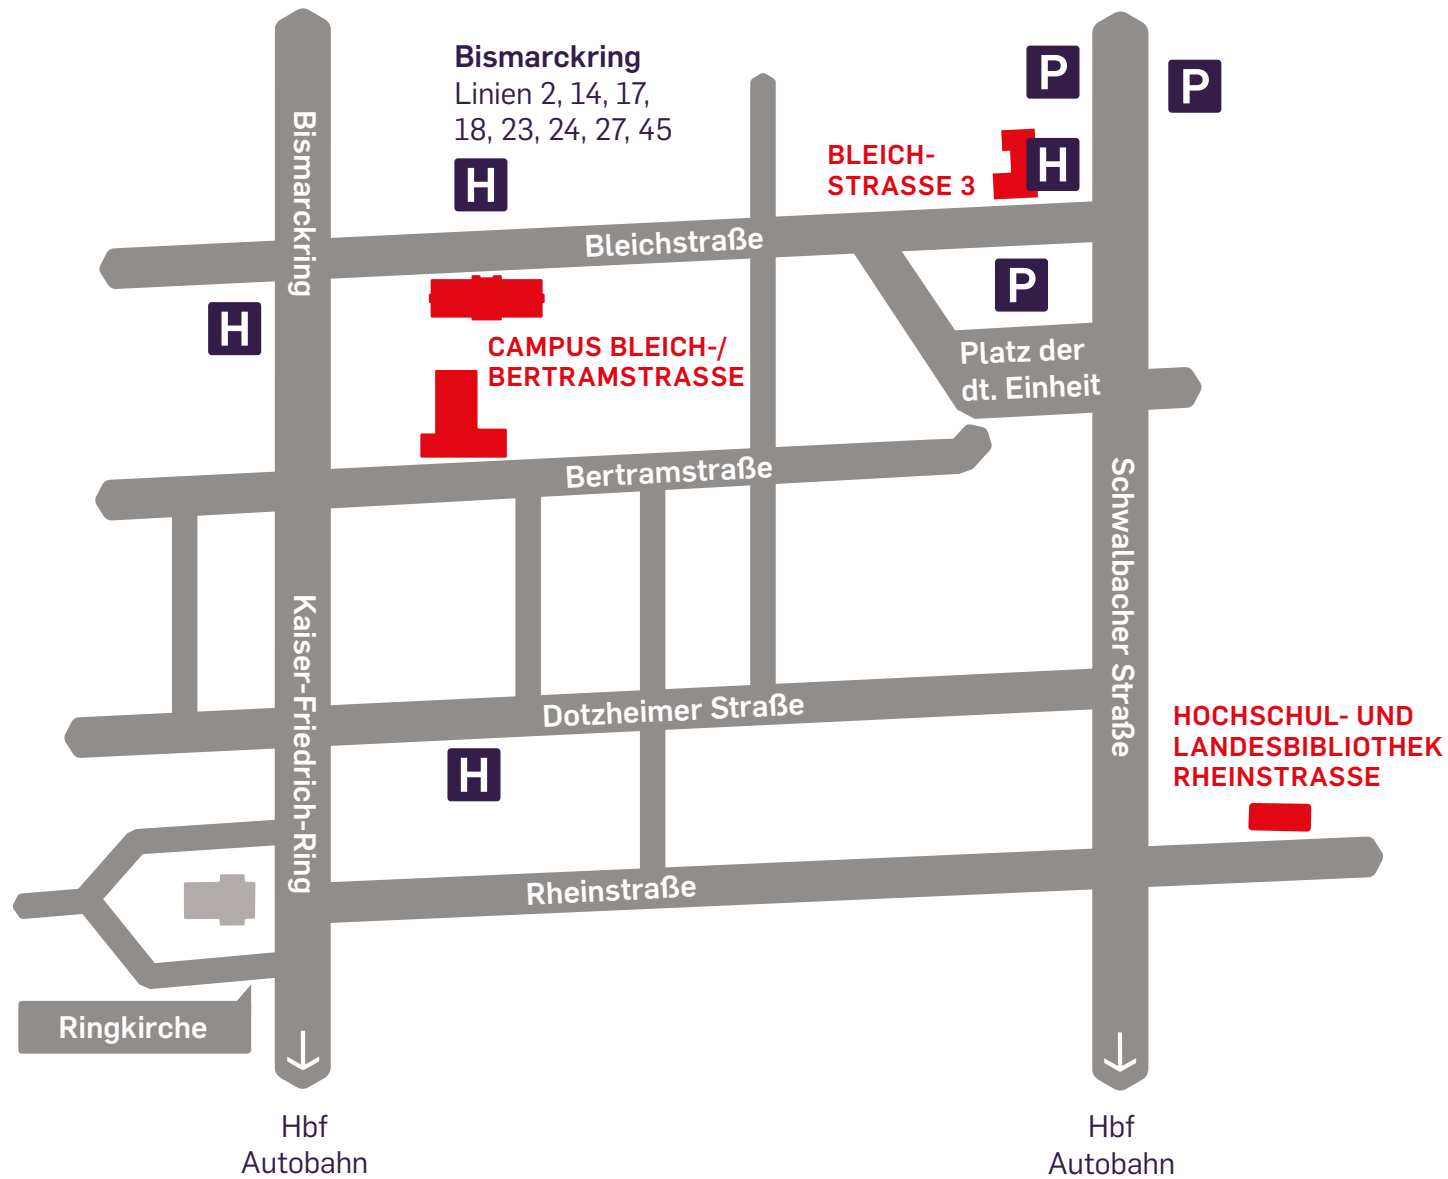 Bismarckring
Linien 2, 14, 17,
18, 23, 24, 27, 45
H
P
P
BLEICH-
STRASSE 3
H
Bismarckring
Bleichstraße
P
H
CAMPUS BLEICH-/
BERTRAMSTRASSE
Platz der
dt. Einheit
Bertramstraße
Schwalbacher Straße
Kaiser-Friedrich-Ring
Dotzheimer Straße
HOCHSCHUL- UND
LANDESBIBLIOTHEK
RHEINSTRASSE
H
Rheinstraße
Ringkirche
Hbf
Autobahn
Hbf
Autobahn